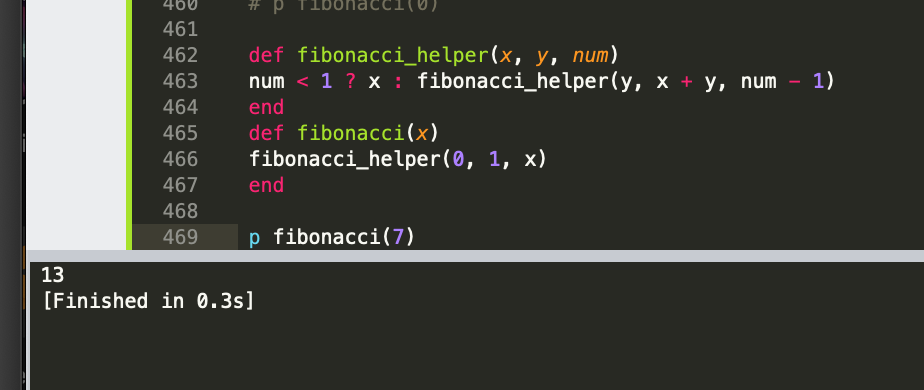 460 # p fibonacci(0)
461
462 def fibonacci_helper(x, y, num)
463 num < 1 ? x : fibonacci_helper(y, x + y, num - 1)
464 end
465 def fibonacci(x)
466 fibonacci_helper(0, 1, x)
467 end
468
469 p fibonacci(7)
13
[Finished in 0.3s]